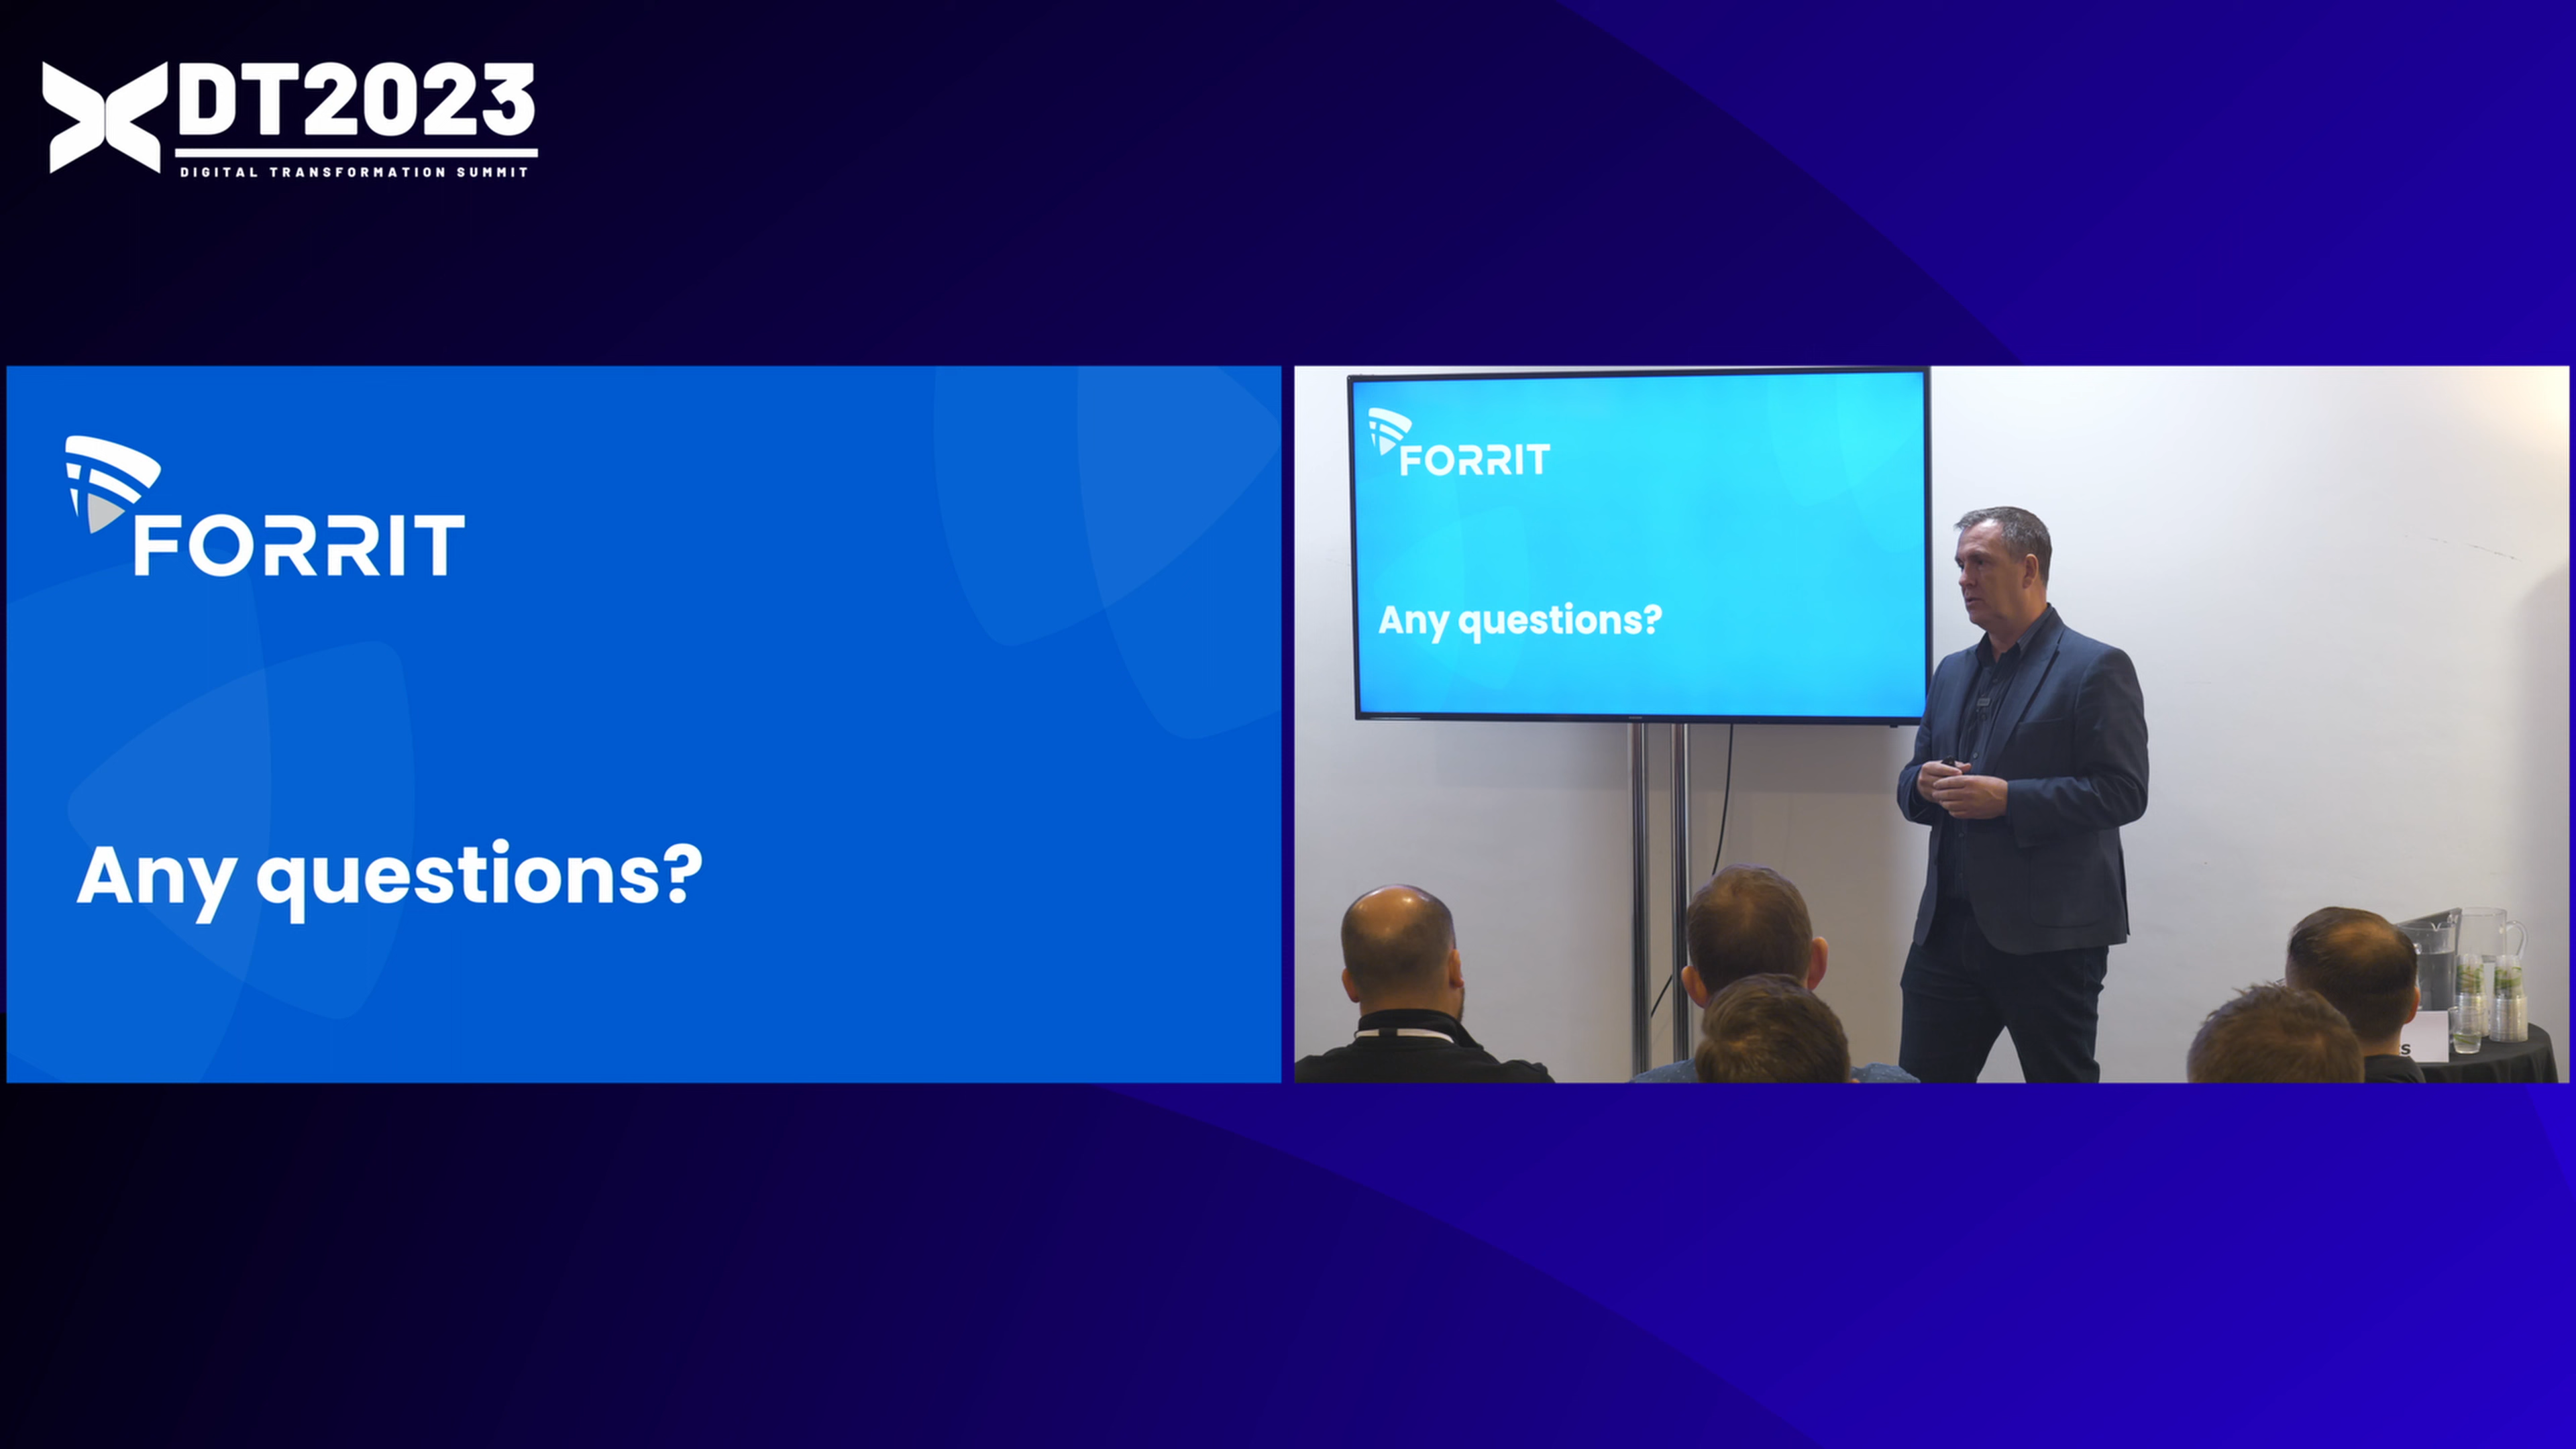 DT2023
DIGITAL TRANSFORMATION SUMMIT
FORRIT
Any questions?
FORRIT
Any questions?
S